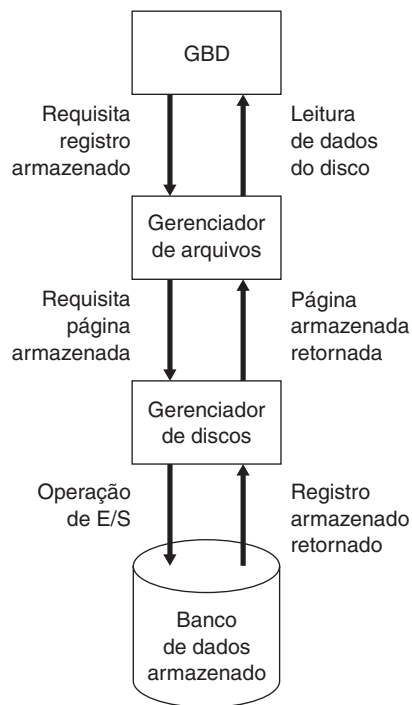 GBD
Requisita
registro
armazenado
Leitura
de dados
do disco
Gerenciador
de arquivos
Requisita
página
armazenada
Página
armazenada
retornada
Gerenciador
de discos
Operação
de E/S
Registro
armazenado
retornado
Banco
de dados
armazenado